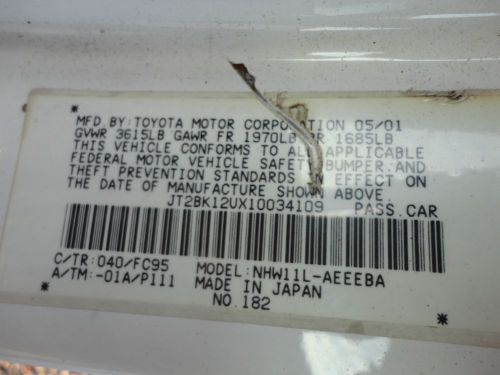 MFD. BY: TOYOTA MOTOR CORPORATION 05/01
GVWR 3615LB GAWR FR 1970LB RR 1685LB
THIS VEHICLE CONFORMS TO ALL APPLICABLE
FEDERAL MOTOR VEHICLE SAFETY, BUMPER, AND
THEFT PREVENTION STANDARDS IN EFFECT ON
THE DATE OF MANUFACTURE SHOWN ABOVE.
JT2BK12UX10034109 PASS. CAR
C/TR: 040/FC95 MODEL: NHW11L-AEEEBA
A/TM: -01A/P111 MADE IN JAPAN
NO. 182